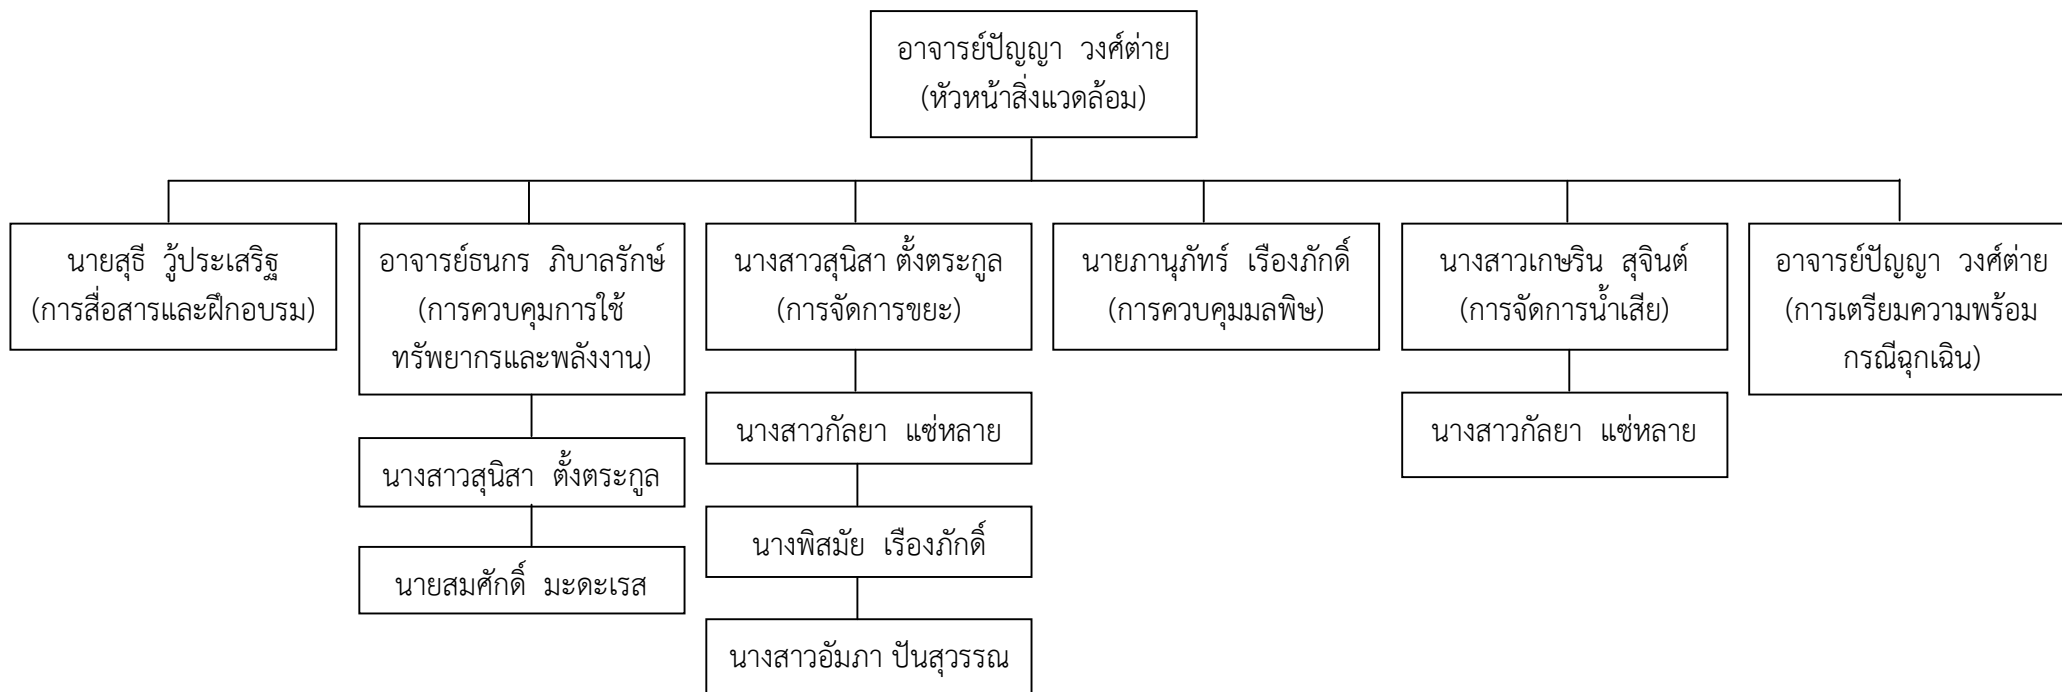 อาจารย์ปัญญา วงศ์ต่าย
(หัวหน้าสิ่งแวดล้อม)
นายสุธี วู้ประเสริฐ
(การสื่อสารและฝึกอบรม)
อาจารย์ธนกร ภิบาลรักษ์
(การควบคุมการใช้
ทรัพยากรและพลังงาน)
นางสาวสุนิสา ตั้งตระกูล
(การจัดการขยะ)
นายภานุภัทร์ เรืองภักดิ์
(การควบคุมมลพิษ)
นางสาวเกษริน สุจินต์
(การจัดการน้ำเสีย)
อาจารย์ปัญญา วงศ์ต่าย
(การเตรียมความพร้อม
กรณีฉุกเฉิน)
นางสาวสุนิสา ตั้งตระกูล
นายสมศักดิ์ มะดะเรส
นางสาวกัลยา แซ่หลาย
นางพิสมัย เรืองภักดิ์
นางสาวอัมภา ปันสุวรรณ
นางสาวกัลยา แซ่หลาย